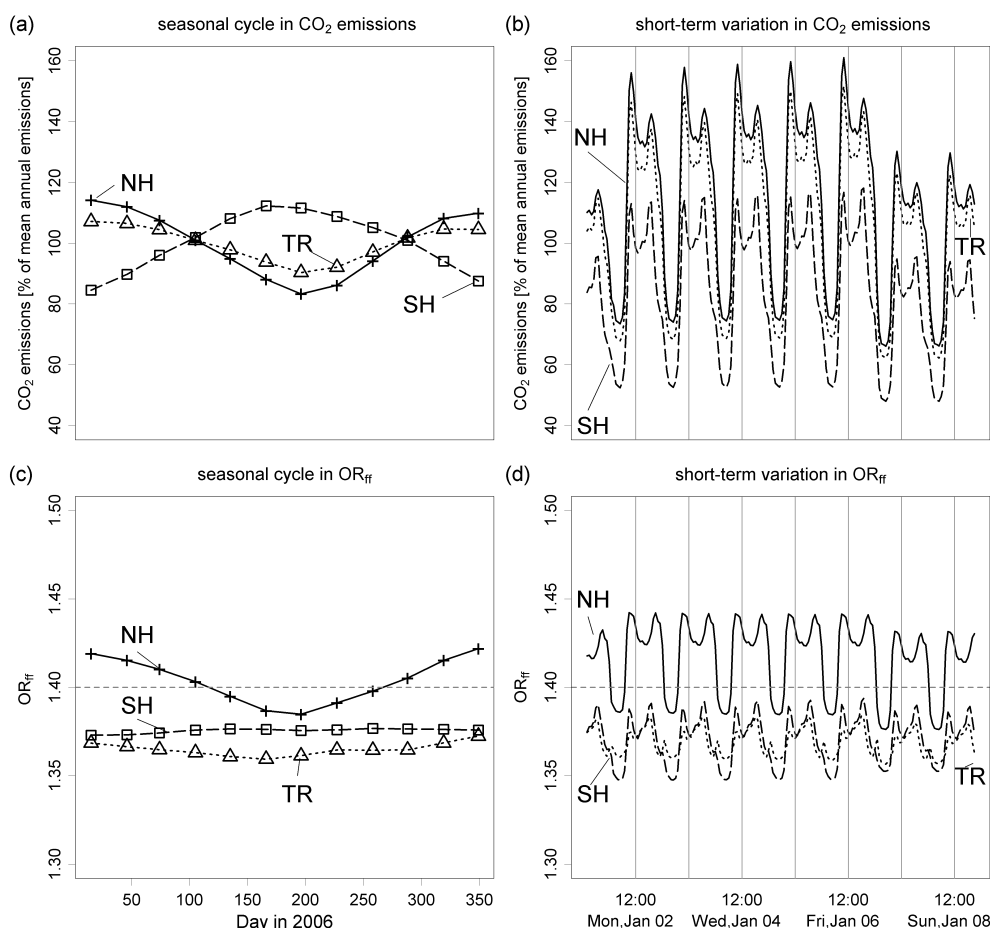 (a) seasonal cycle in CO₂ emissions
CO₂ emissions [% of mean annual emissions]
160
140
120
100
80
60
40
NH
TR
SH
(b) short-term variation in CO₂ emissions
CO₂ emissions [% of mean annual emissions]
160
140
120
100
80
60
40
NH
TR
SH
(c) seasonal cycle in ORff
ORff
1.50
1.45
1.40
1.35
1.30
NH
SH
TR
50 100 150 200 250 300 350
Day in 2006
(d) short-term variation in ORff
ORff
1.50
1.45
1.40
1.35
1.30
NH
SH
TR
12:00 12:00 12:00 12:00
Mon,Jan 02 Wed,Jan 04 Fri,Jan 06 Sun,Jan 08